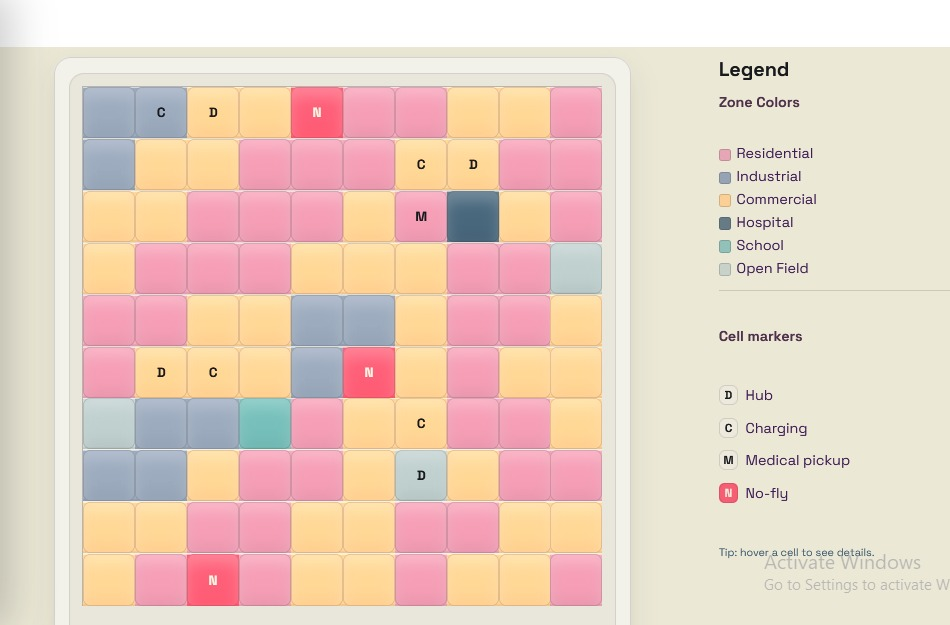 Legend
Zone Colors
C D N
Residential
C D
Industrial
Commercial
M
Hospital
School
Open Field
Cell markers
D C N
D Hub
C
C Charging
M Medical pickup
D
N No-fly
Tip: hover a cell to see details.
Activate Windows
N
Go to Settings to activate W